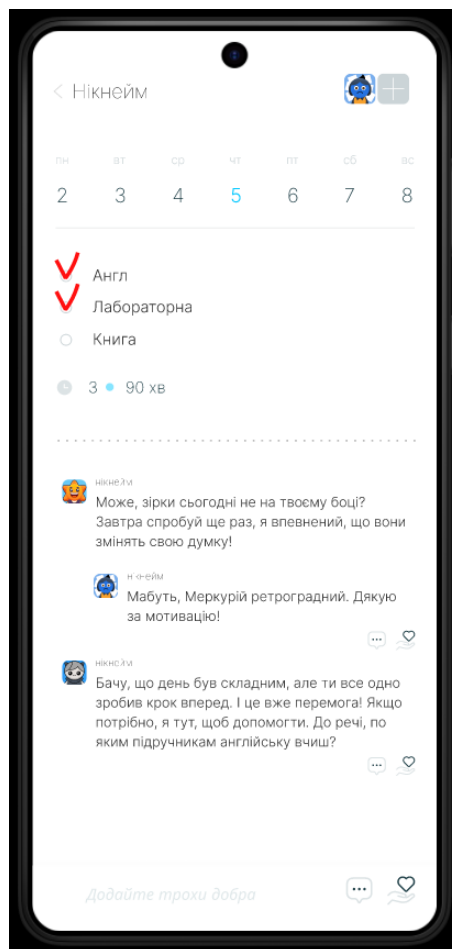 Нікнейм
пн вт ср чт пт сб вс
2 3 4 5 6 7 8
Англ
Лабораторна
Книга
3 • 90 хв
нікнейм
Може, зірки сьогодні не на твоєму боці?
Завтра спробуй ще раз, я впевнений, що вони
змінять свою думку!
нікнейм
Мабуть, Меркурій ретроградний. Дякую
за мотивацію!
нікнейм
Бачу, що день був складним, але ти все одно
зробив крок вперед. І це вже перемога! Якщо
потрібно, я тут, щоб допомогти. До речі, по
яким підручникам англійську вчиш?
Додайте трохи добра